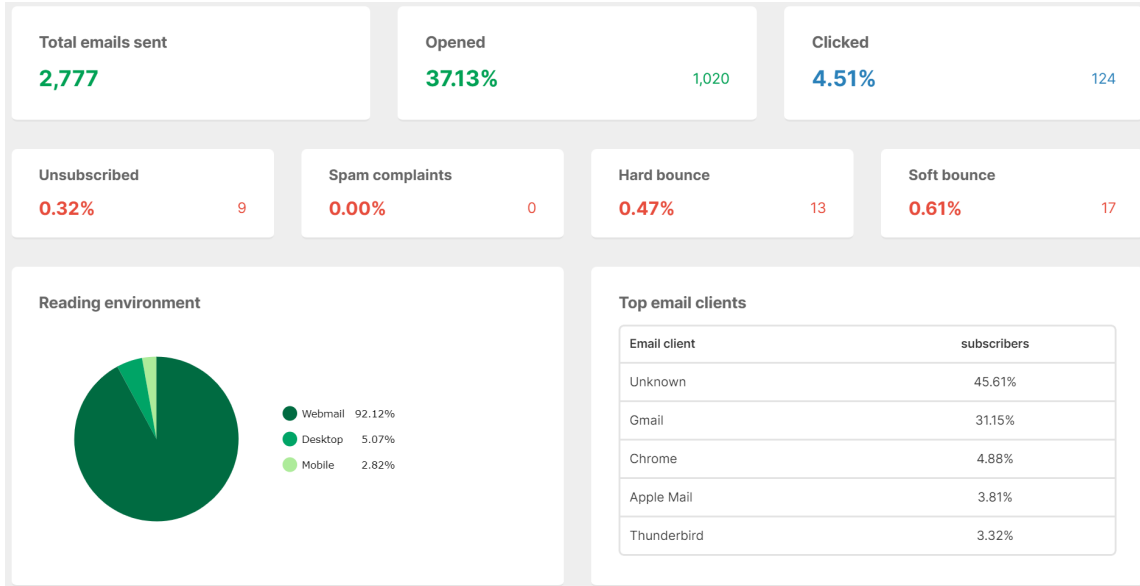 Total emails sent
2,777
Opened
37.13% 1,020
Clicked
4.51% 124
Unsubscribed
0.32% 9
Spam complaints
0.00% 0
Hard bounce
0.47% 13
Soft bounce
0.61% 17
Reading environment
Webmail 92.12%
Desktop 5.07%
Mobile 2.82%
Top email clients
Email client subscribers
Unknown 45.61%
Gmail 31.15%
Chrome 4.88%
Apple Mail 3.81%
Thunderbird 3.32%